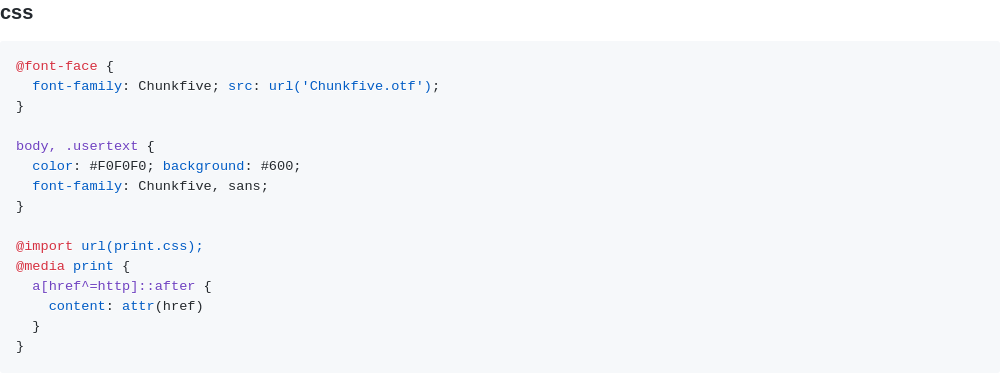 css
@font-face {
  font-family: Chunkfive; src: url('Chunkfive.otf');
}

body, .usertext {
  color: #F0F0F0; background: #600;
  font-family: Chunkfive, sans;
}

@import url(print.css);
@media print {
  a[href^=http]::after {
    content: attr(href)
  }
}